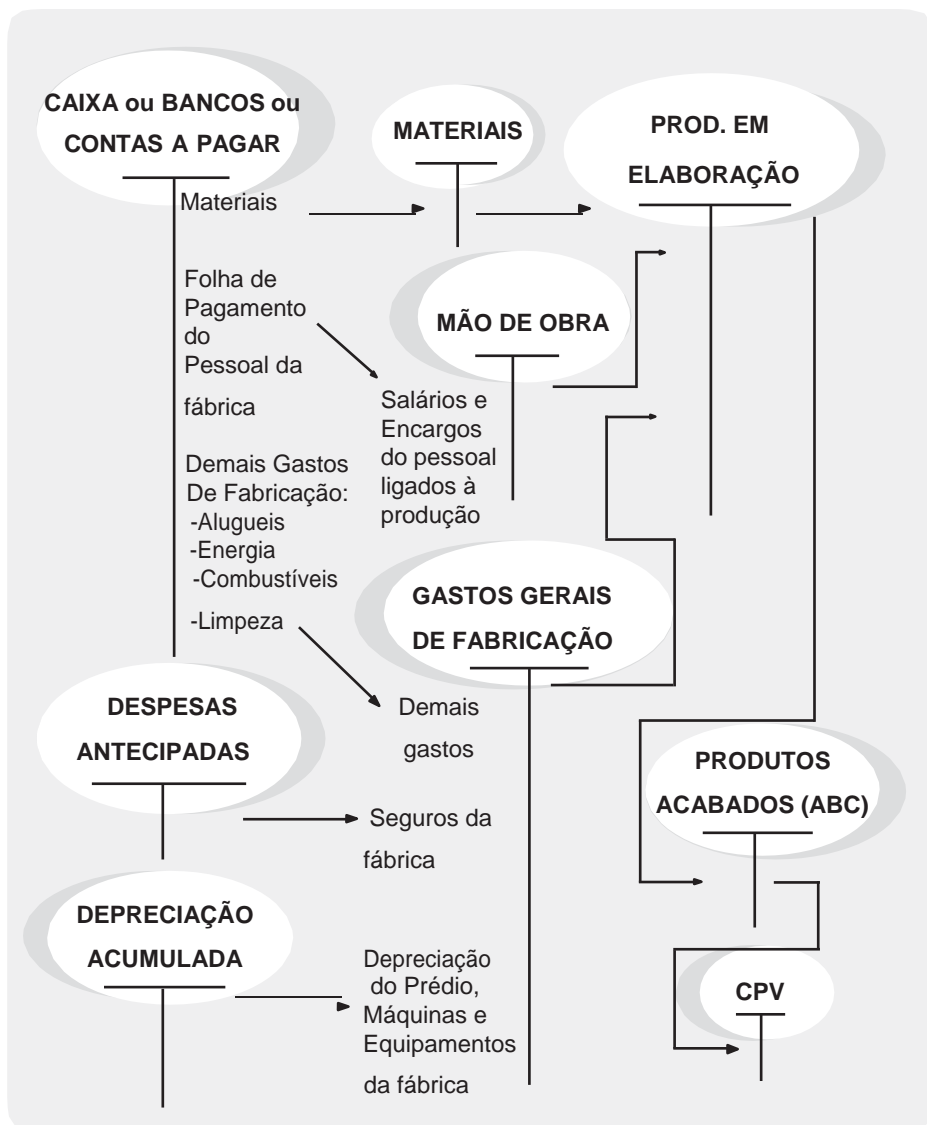 CAIXA ou BANCOS ou
CONTAS A PAGAR
MATERIAIS
PROD. EM
ELABORAÇÃO
Materiais
Folha de
Pagamento
do
Pessoal da
fábrica
MÃO DE OBRA
Salários e
Encargos
do pessoal
ligados à
produção
Demais Gastos
De Fabricação:
-Alugueis
-Energia
-Combustíveis
-Limpeza
GASTOS GERAIS
DE FABRICAÇÃO
DESPESAS
ANTECIPADAS
Demais
gastos
PRODUTOS
ACABADOS (ABC)
Seguros da
fábrica
DEPRECIAÇÃO
ACUMULADA
Depreciação
do Prédio,
Máquinas e
Equipamentos
da fábrica
CPV